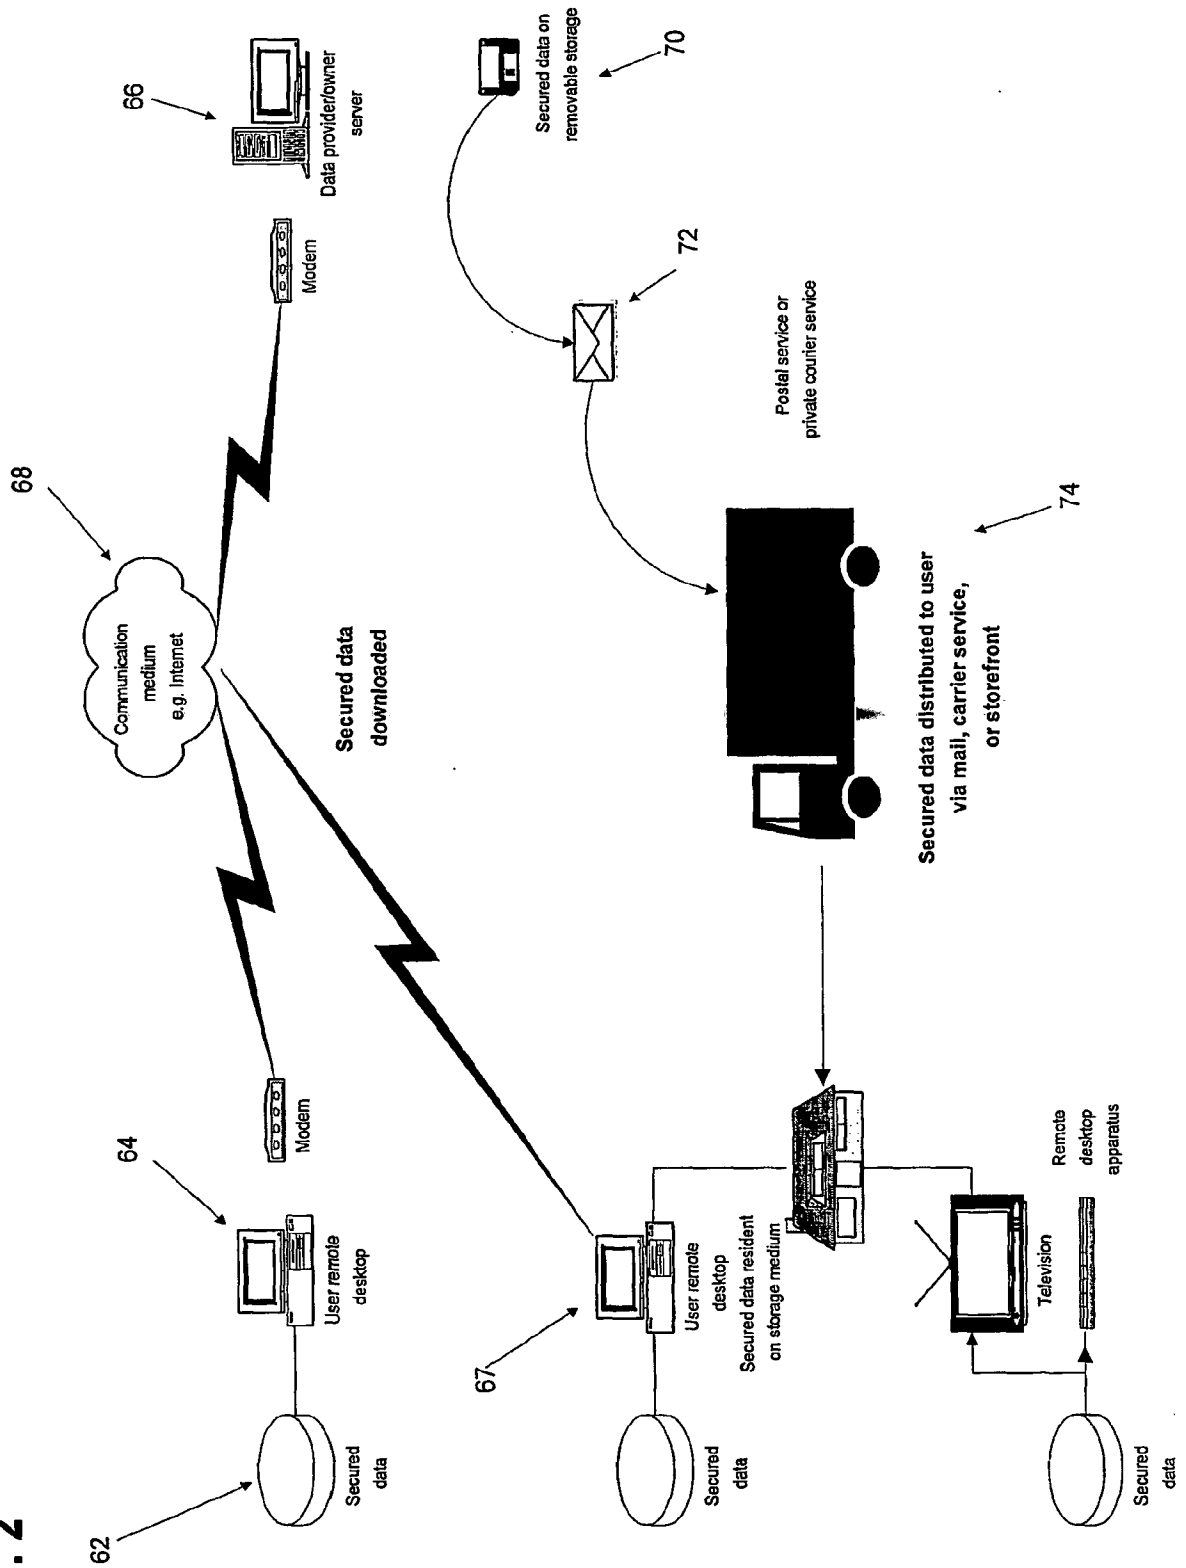 . 2
68
62
64
66
Communication
medium
e.g. Internet
Modem
Modem
Secured
data
User remote
desktop
Data provider/owner
server
Secured data
downloaded
67
Secured data on
removable storage
70
72
Secured
data
User remote
desktop
Secured data resident
on storage medium
Postal service or
private courier service
Secured data distributed to user
via mail, carrier service,
or storefront
74
Television
Remote
desktop
apparatus
Secured
data